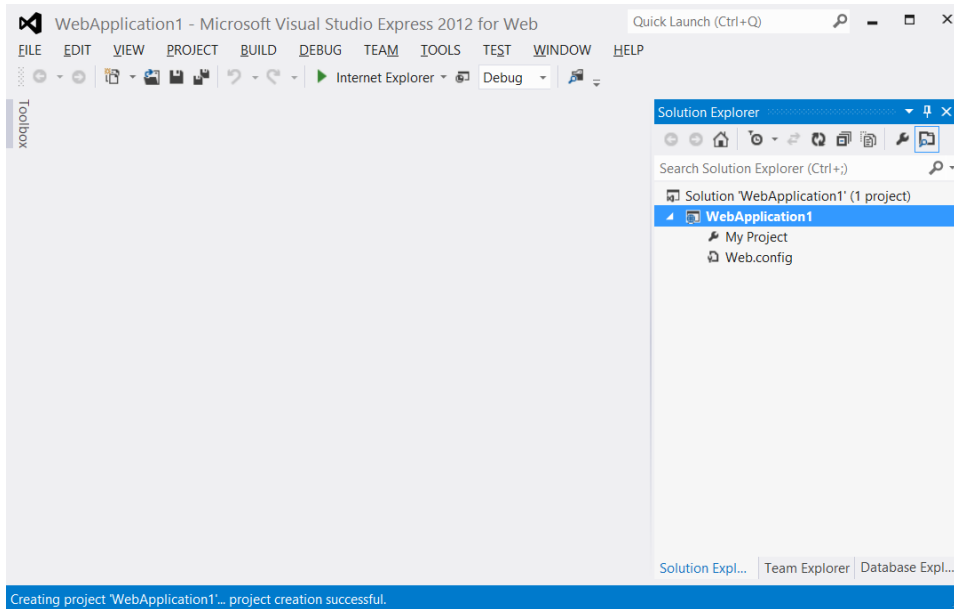 WebApplication1 - Microsoft Visual Studio Express 2012 for Web
Quick Launch (Ctrl+Q)
FILE EDIT VIEW PROJECT BUILD DEBUG TEAM TOOLS TEST WINDOW HELP
Internet Explorer Debug
Toolbox
Solution Explorer
Search Solution Explorer (Ctrl+;)
Solution 'WebApplication1' (1 project)
WebApplication1
My Project
Web.config
Solution Expl... Team Explorer Database Expl...
Creating project 'WebApplication1'... project creation successful.